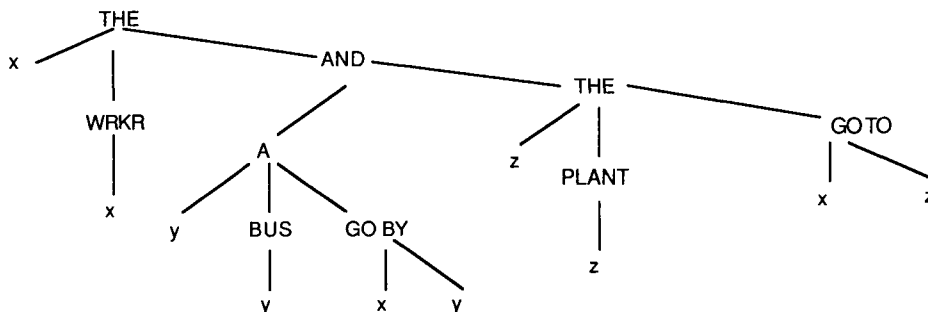 THE
x AND
THE
WRKR GOTO
A
z PLANT
x y BUS GO BY x z
z
y x y